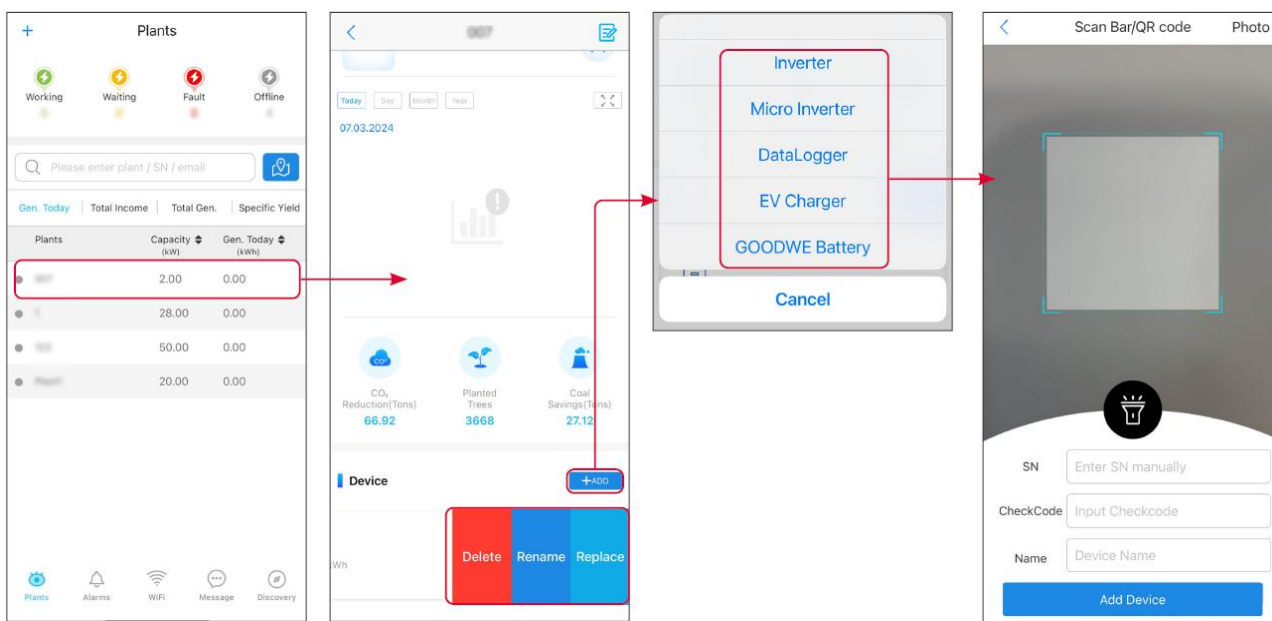 + Plants
Working Waiting Fault Offline
Please enter plant / SN / email
Gen. Today | Total Income | Total Gen. | Specific Yield
Plants Capacity Gen. Today
(kW) (kWh)
2.00 0.00
28.00 0.00
50.00 0.00
20.00 0.00
Plants Alarms WiFi Message Discovery
007
Today Day Month Year
07.03.2024
CO₂
CO₂ Planted Coal
Reduction(Tons) Trees Savings(Tons)
66.92 3668 27.12
Device +ADD
kWh Delete Rename Replace
Inverter
Micro Inverter
DataLogger
EV Charger
GOODWE Battery
Cancel
Scan Bar/QR code Photo
SN Enter SN manually
CheckCode Input Checkcode
Name Device Name
Add Device